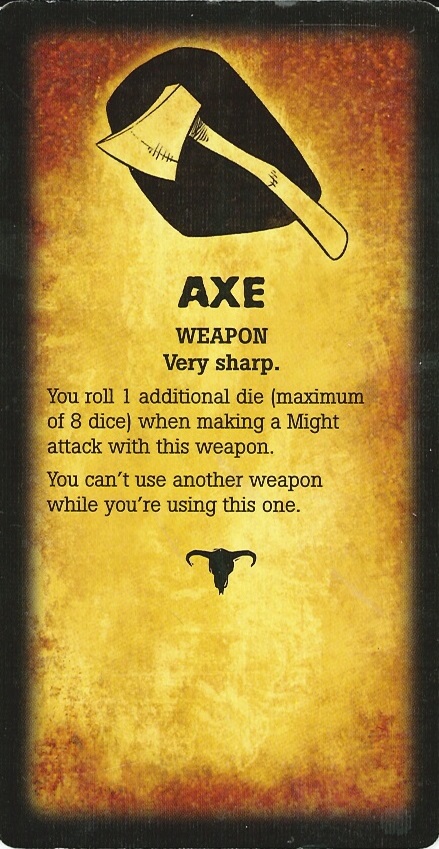 AXE
WEAPON
Very sharp.
You roll 1 additional die (maximum
of 8 dice) when making a Might
attack with this weapon.
You can't use another weapon
while you're using this one.